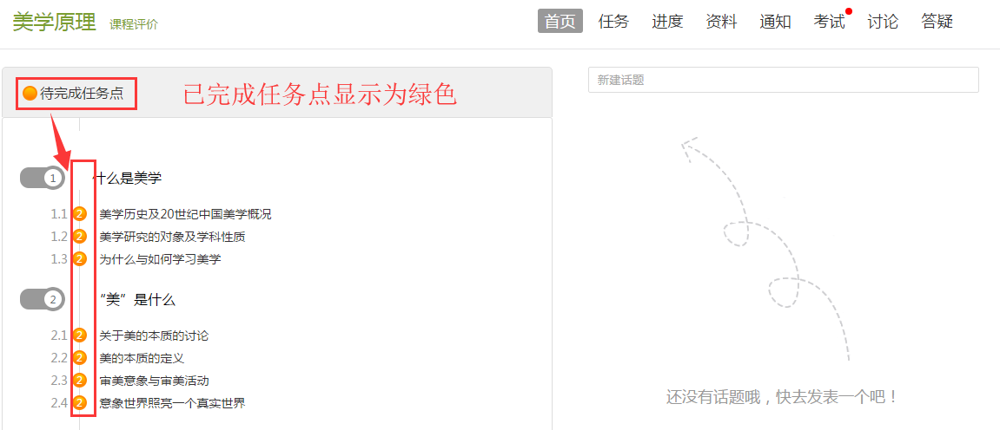 美学原理 课程评价 首页 任务 进度 资料 通知 考试 讨论 答疑
待完成任务点 已完成任务点显示为绿色
新建话题
1 什么是美学
1.1 2 美学历史及20世纪中国美学概况
1.2 2 美学研究的对象及学科性质
1.3 2 为什么与如何学习美学
2 “美”是什么
2.1 2 关于美的本质的讨论
2.2 2 美的本质的定义
2.3 2 审美意象与审美活动
2.4 2 意象世界照亮一个真实世界
还没有话题哦，快去发表一个吧！